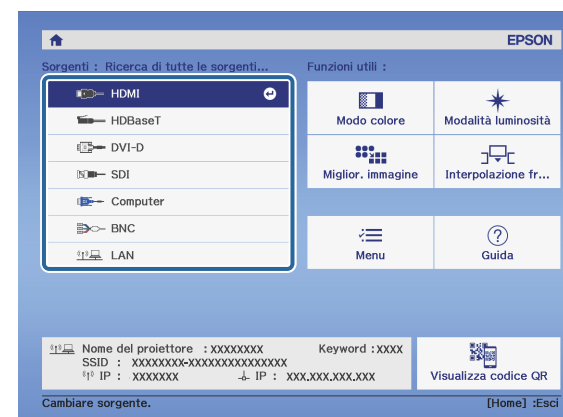 EPSON
Sorgenti : Ricerca di tutte le sorgenti...
Funzioni utili :
HDMI
HDBaseT
DVI-D
SDI
Computer
BNC
LAN
Modo colore
Modalità luminosità
Miglior. immagine
Interpolazione fr...
Menu
Guida
Nome del proiettore : XXXXXXXX Keyword : XXXX
SSID : XXXXXXXX-XXXXXXXXXXXXXX
IP : XXXXXXX IP : XXX.XXX.XXX.XXX
Visualizza codice QR
Cambiare sorgente. [Home] :Esci